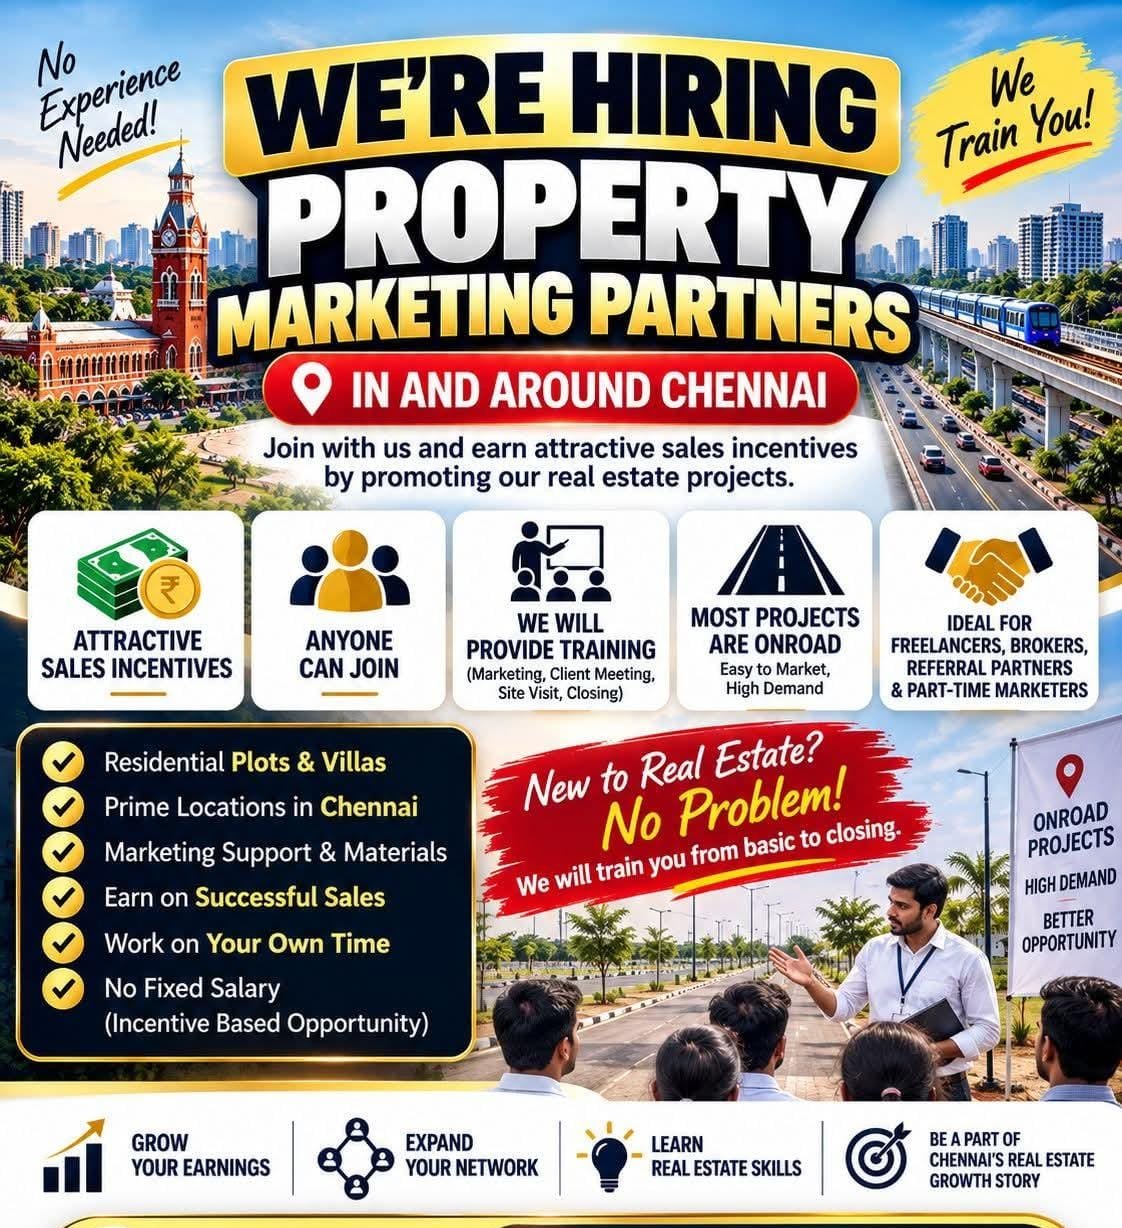 No
Experience
Needed!
We
Train You!
WE'RE HIRING
PROPERTY
MARKETING PARTNERS
IN AND AROUND CHENNAI
Join with us and earn attractive sales incentives
by promoting our real estate projects.
₹
ATTRACTIVE
SALES INCENTIVES
ANYONE
CAN JOIN
WE WILL
PROVIDE TRAINING
(Marketing, Client Meeting,
Site Visit, Closing)
MOST PROJECTS
ARE ONROAD
Easy to Market,
High Demand
IDEAL FOR
FREELANCERS, BROKERS,
REFERRAL PARTNERS
& PART-TIME MARKETERS
Residential Plots & Villas
Prime Locations in Chennai
Marketing Support & Materials
Earn on Successful Sales
Work on Your Own Time
No Fixed Salary
(Incentive Based Opportunity)
New to Real Estate?
No Problem!
We will train you from basic to closing.
ONROAD
PROJECTS
HIGH DEMAND
BETTER
OPPORTUNITY
GROW
YOUR EARNINGS
EXPAND
YOUR NETWORK
LEARN
REAL ESTATE SKILLS
BE A PART OF
CHENNAI'S REAL ESTATE
GROWTH STORY